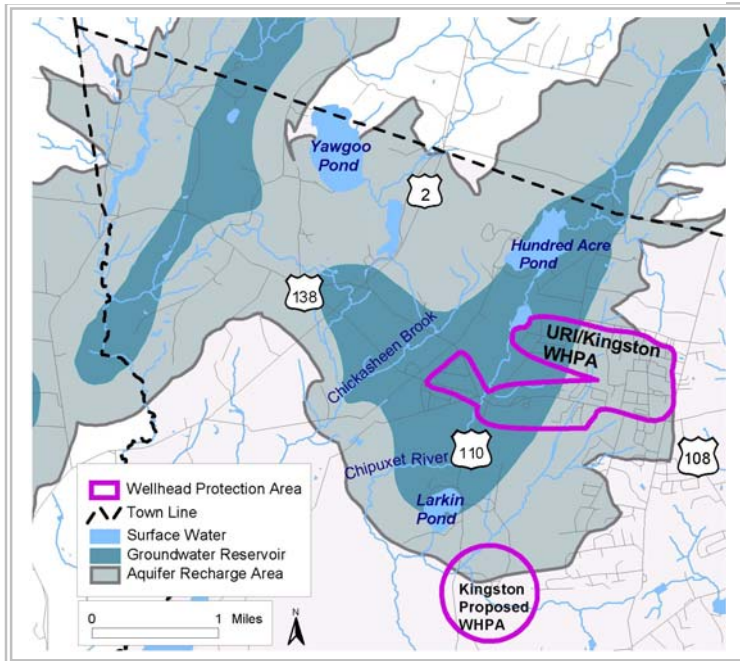 Yawgoo
Pond
2
Hundred Acre
Pond
138
Chickasheen Brook
URI/Kingston
WHPA
Chipuxet River
110
108
Larkin
Pond
Wellhead Protection Area
Town Line
Surface Water
Groundwater Reservoir
Aquifer Recharge Area
0 1 Miles
N
Kingston
Proposed
WHPA